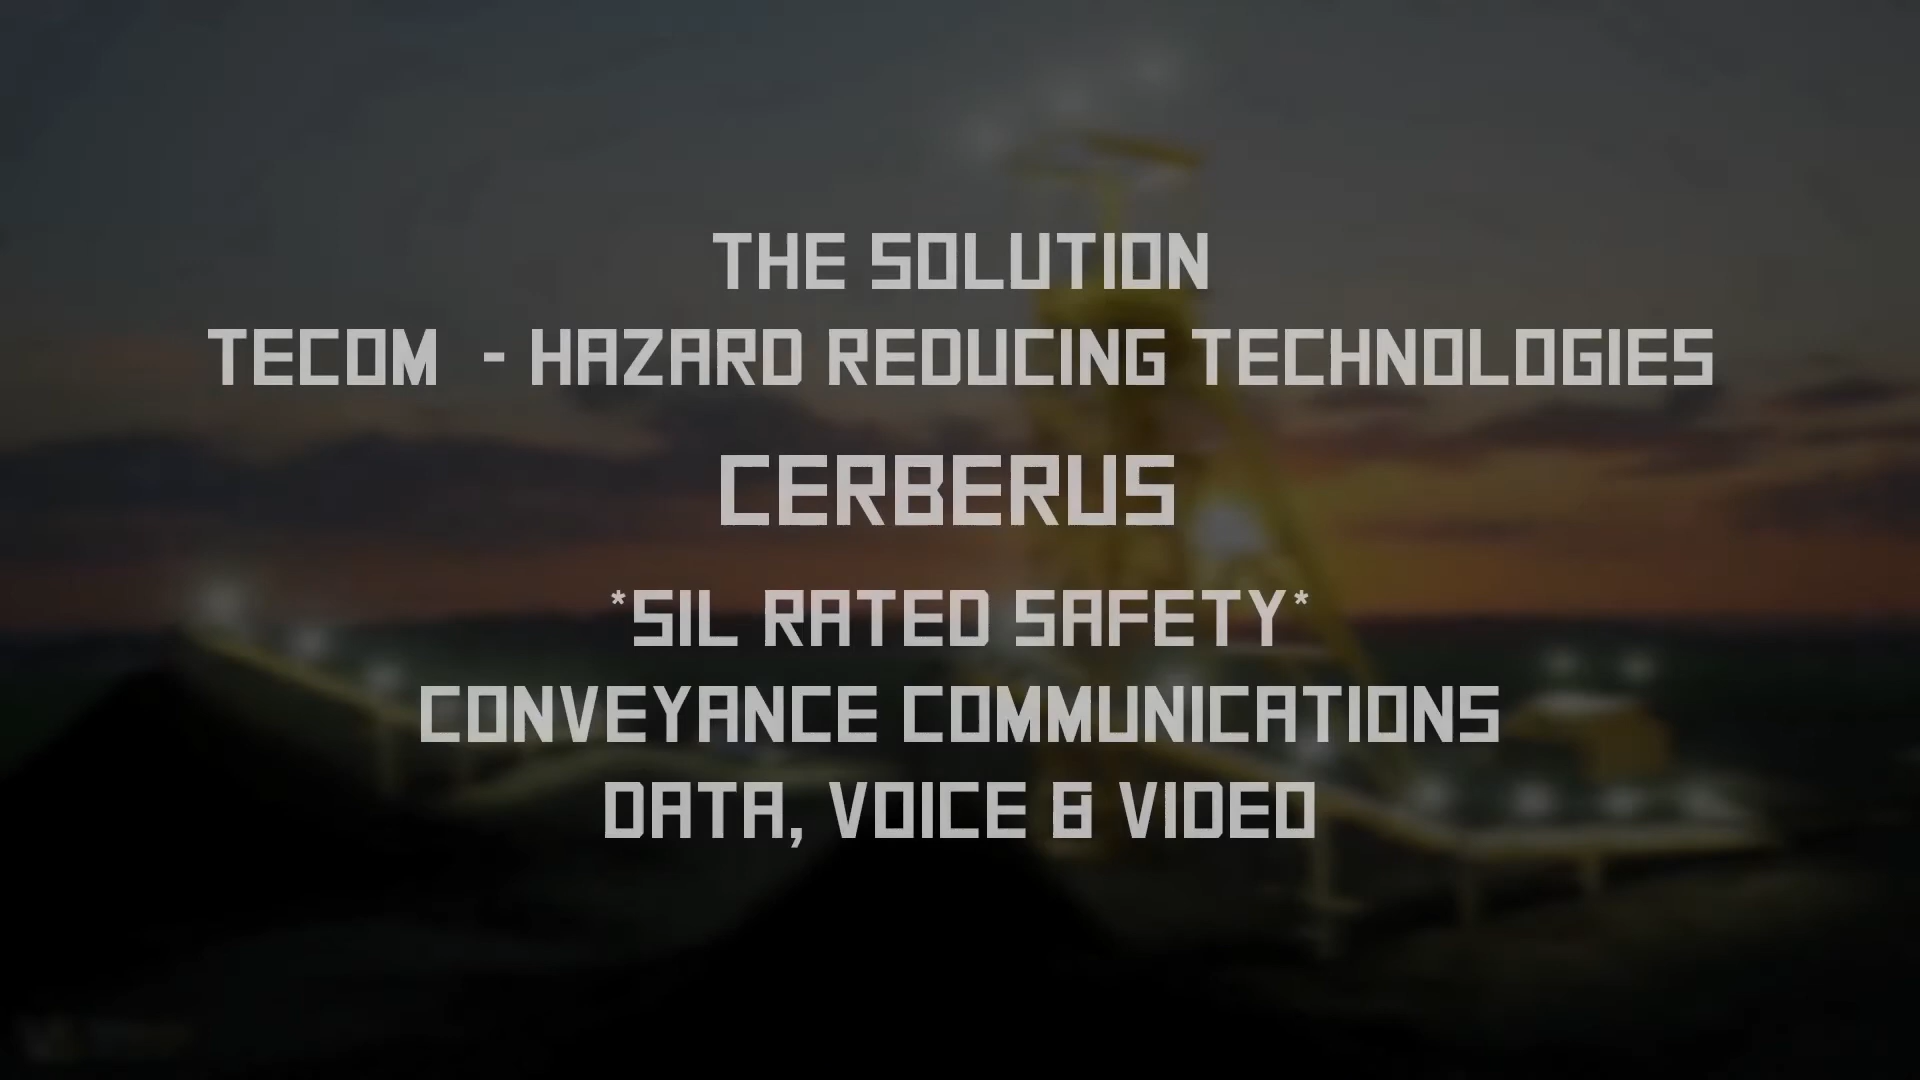 THE SOLUTION
TECOM - HAZARD REDUCING TECHNOLOGIES
CERBERUS
*SIL RATED SAFETY*
CONVEYANCE COMMUNICATIONS
DATA, VOICE & VIDEO